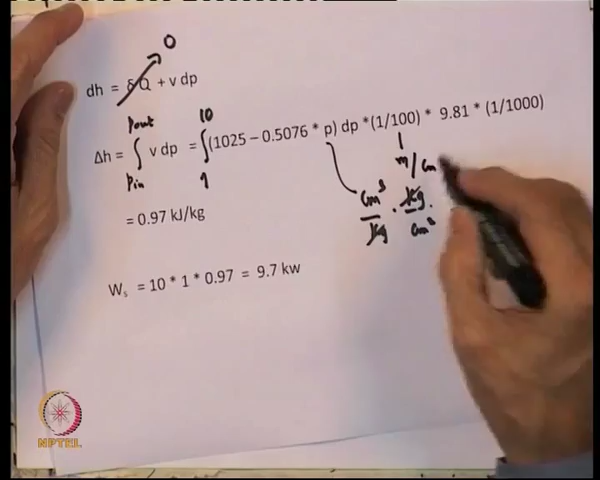 0
dh = δQ + v dp
Pout 10
Δh = ∫ v dp = ∫(1025 – 0.5076 * p) dp *(1/100) * 9.81 * (1/1000)
Pin 1
m/cm
cm³/kg . kg/cm² .
= 0.97 kJ/kg
Wₛ = 10 * 1 * 0.97 = 9.7 kw
NPTEL